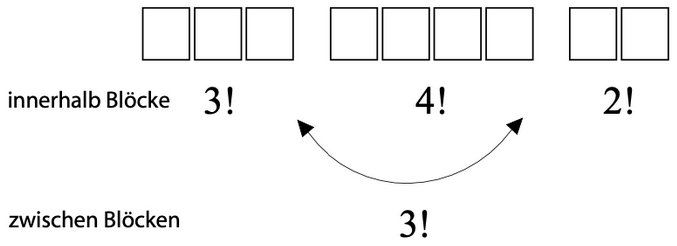 innerhalb Blöcke 3! 4! 2!
zwischen Blöcken 3!